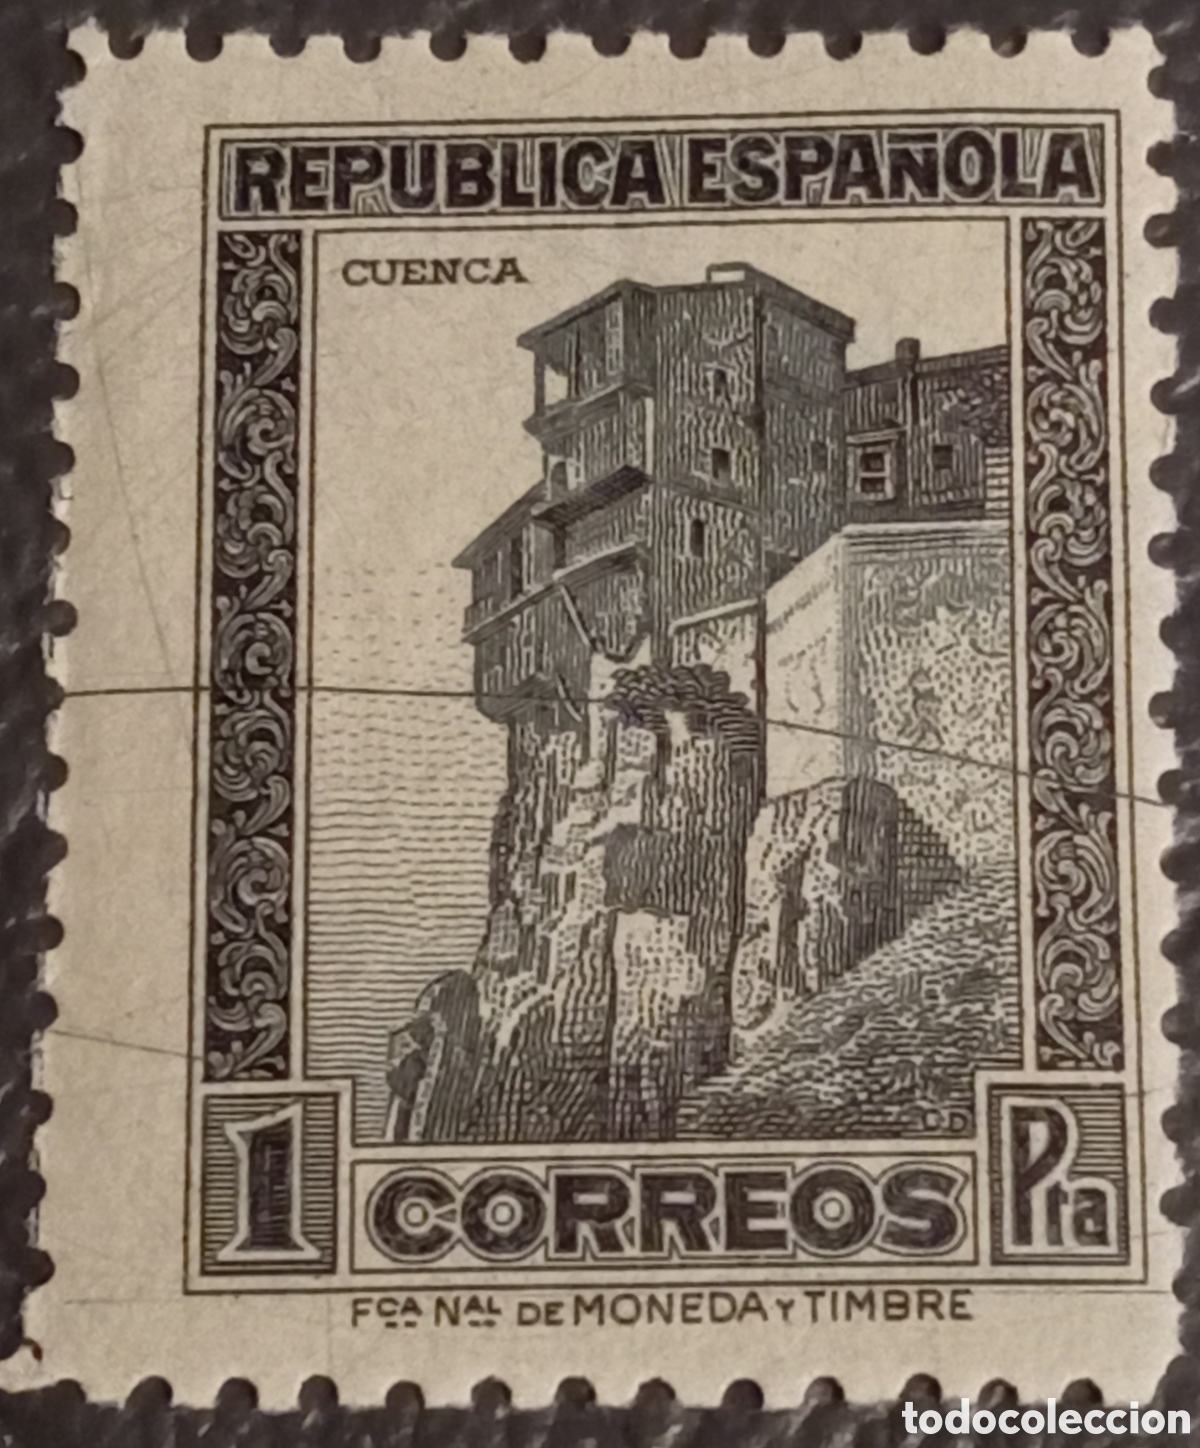 REPUBLICA ESPAÑOLA
CUENCA
1 Pta
CORREOS
FCA NAL DE MONEDA Y TIMBRE
todocoleccion